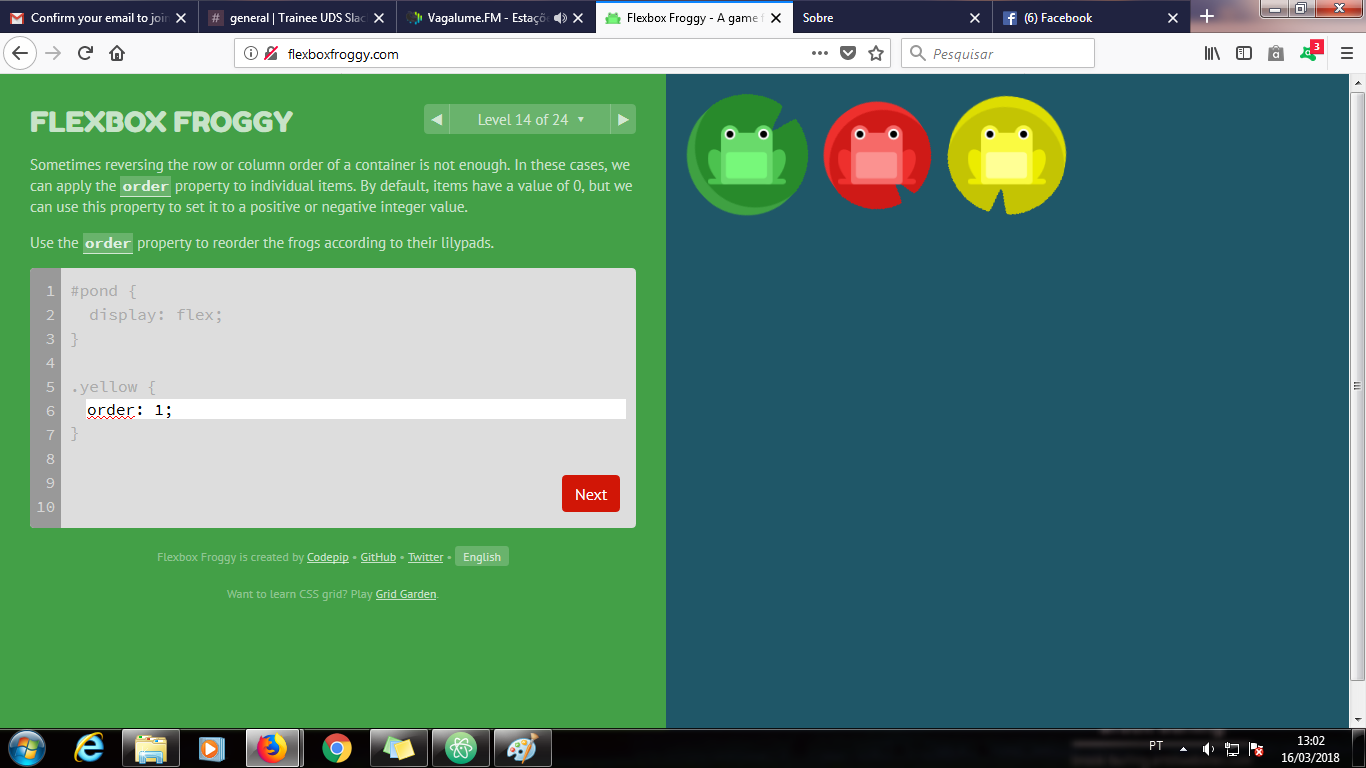 Confirm your email to join
# general | Trainee UDS Slac
Vagalume.FM - Estaçõe
Flexbox Froggy - A game f
Sobre
(6) Facebook
flexboxfroggy.com
Pesquisar
3
FLEXBOX FROGGY
Level 14 of 24
Sometimes reversing the row or column order of a container is not enough. In these cases, we
can apply the order property to individual items. By default, items have a value of 0, but we
can use this property to set it to a positive or negative integer value.
Use the order property to reorder the frogs according to their lilypads.
1 #pond {
2 display: flex;
3 }
4
5 .yellow {
6 order: 1;
7 }
8
9
10
Next
Flexbox Froggy is created by Codepip • GitHub • Twitter • English
Want to learn CSS grid? Play Grid Garden.
PT
13:02
16/03/2018